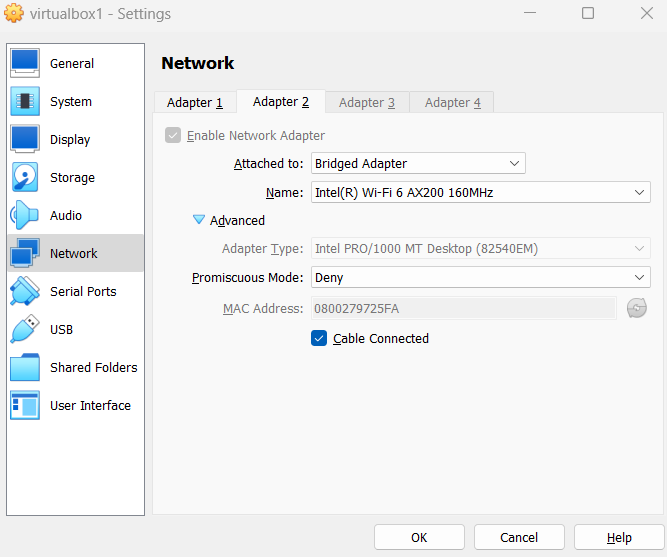 virtualbox1 - Settings
General
System
Display
Storage
Audio
Network
Serial Ports
USB
Shared Folders
User Interface
Network
Adapter 1 Adapter 2 Adapter 3 Adapter 4
Enable Network Adapter
Attached to: Bridged Adapter
Name: Intel(R) Wi-Fi 6 AX200 160MHz
Advanced
Adapter Type: Intel PRO/1000 MT Desktop (82540EM)
Promiscuous Mode: Deny
MAC Address: 0800279725FA
Cable Connected
OK Cancel Help